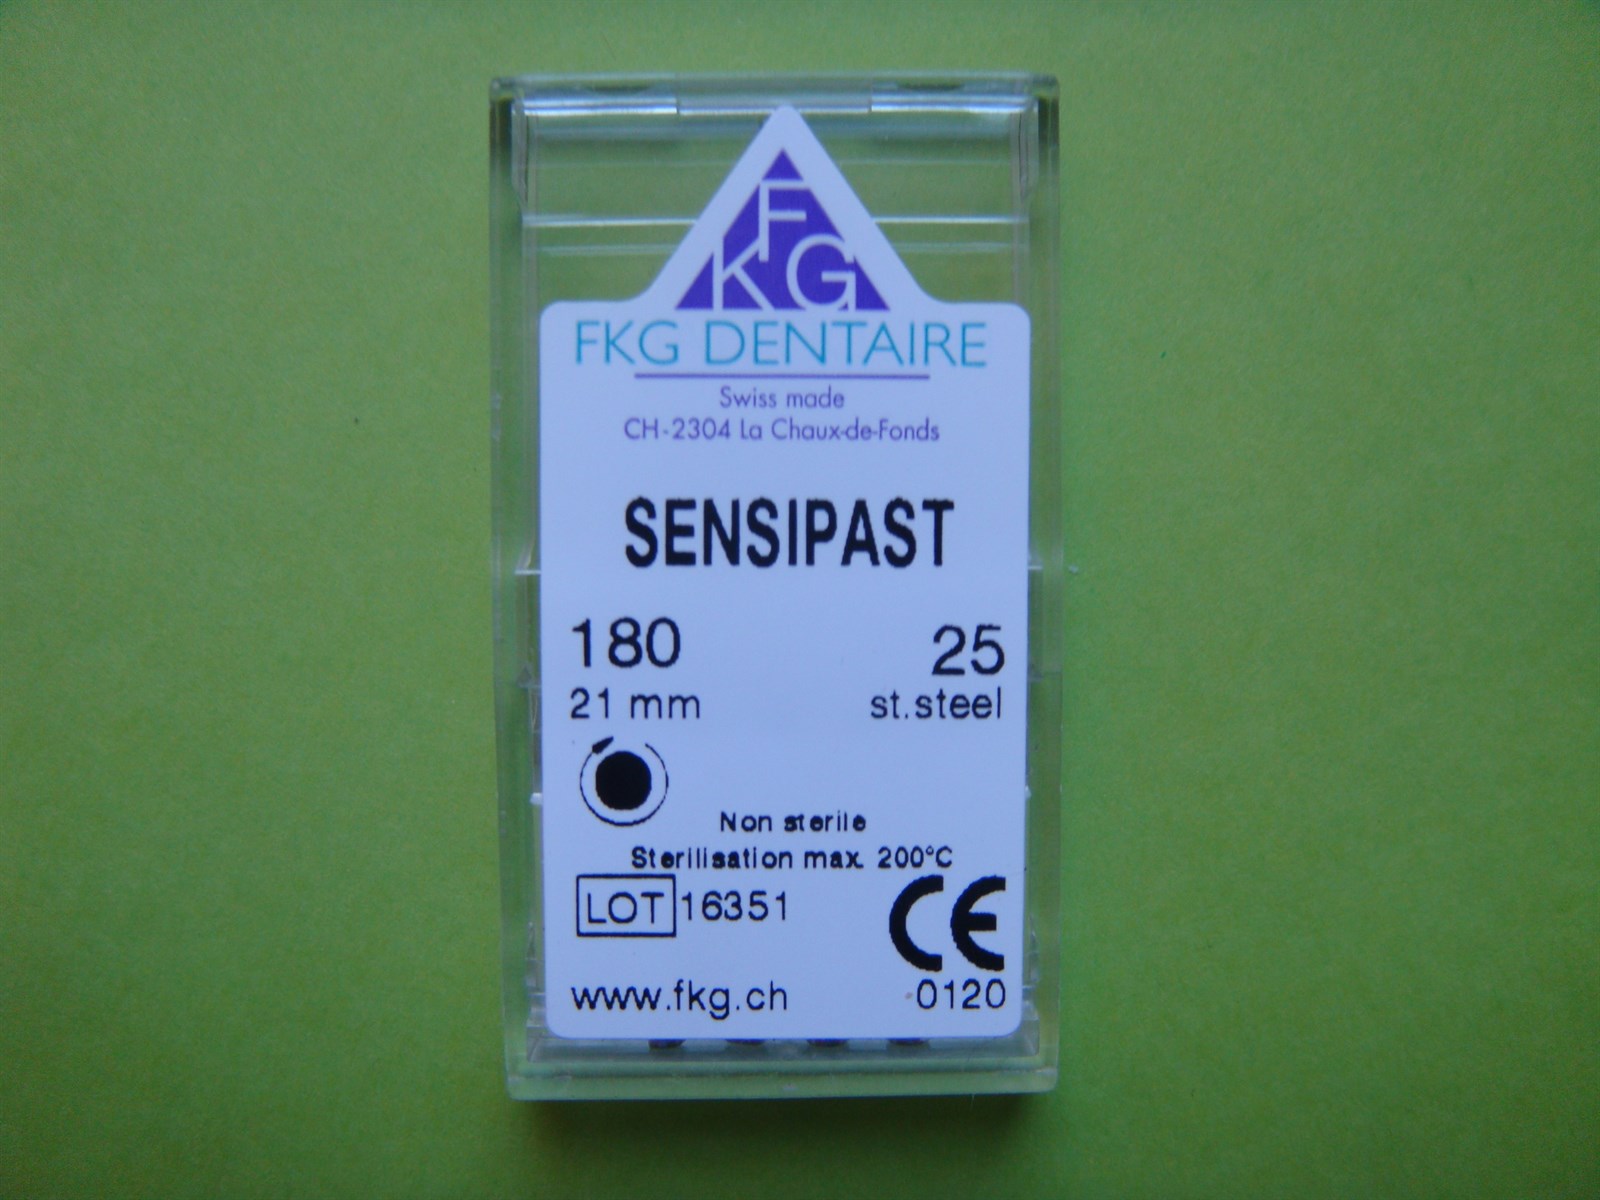 F
KG
FKG DENTAIRE
Swiss made
CH-2304 La Chaux-de-Fonds
SENSIPAST
180 25
21 mm st.steel
Non sterile
Sterilisation max. 200°C
LOT 16351 CE
www.fkg.ch 0120